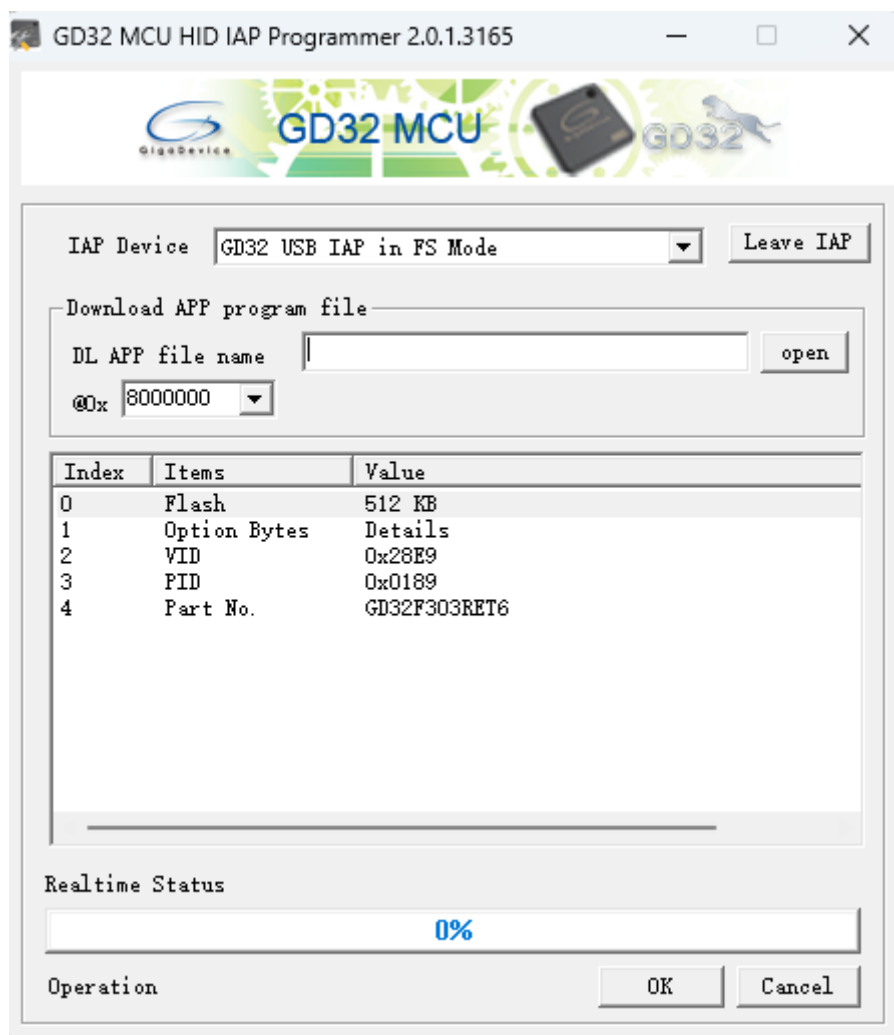 GD32 MCU HID IAP Programmer 2.0.1.3165
GigaDevice
GD32 MCU
GD32
IAP Device GD32 USB IAP in FS Mode Leave IAP
Download APP program file
DL APP file name open
@0x 8000000
Index Items Value
0 Flash 512 KB
1 Option Bytes Details
2 VID 0x28E9
3 PID 0x0189
4 Part No. GD32F303RET6
Realtime Status
0%
Operation OK Cancel